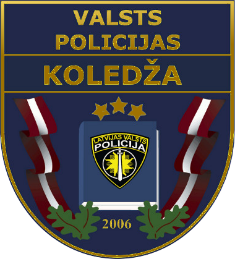 VALSTS
POLICIJAS
KOLEDŽA
LATVIJAS VALSTS
POLICIJA
2006